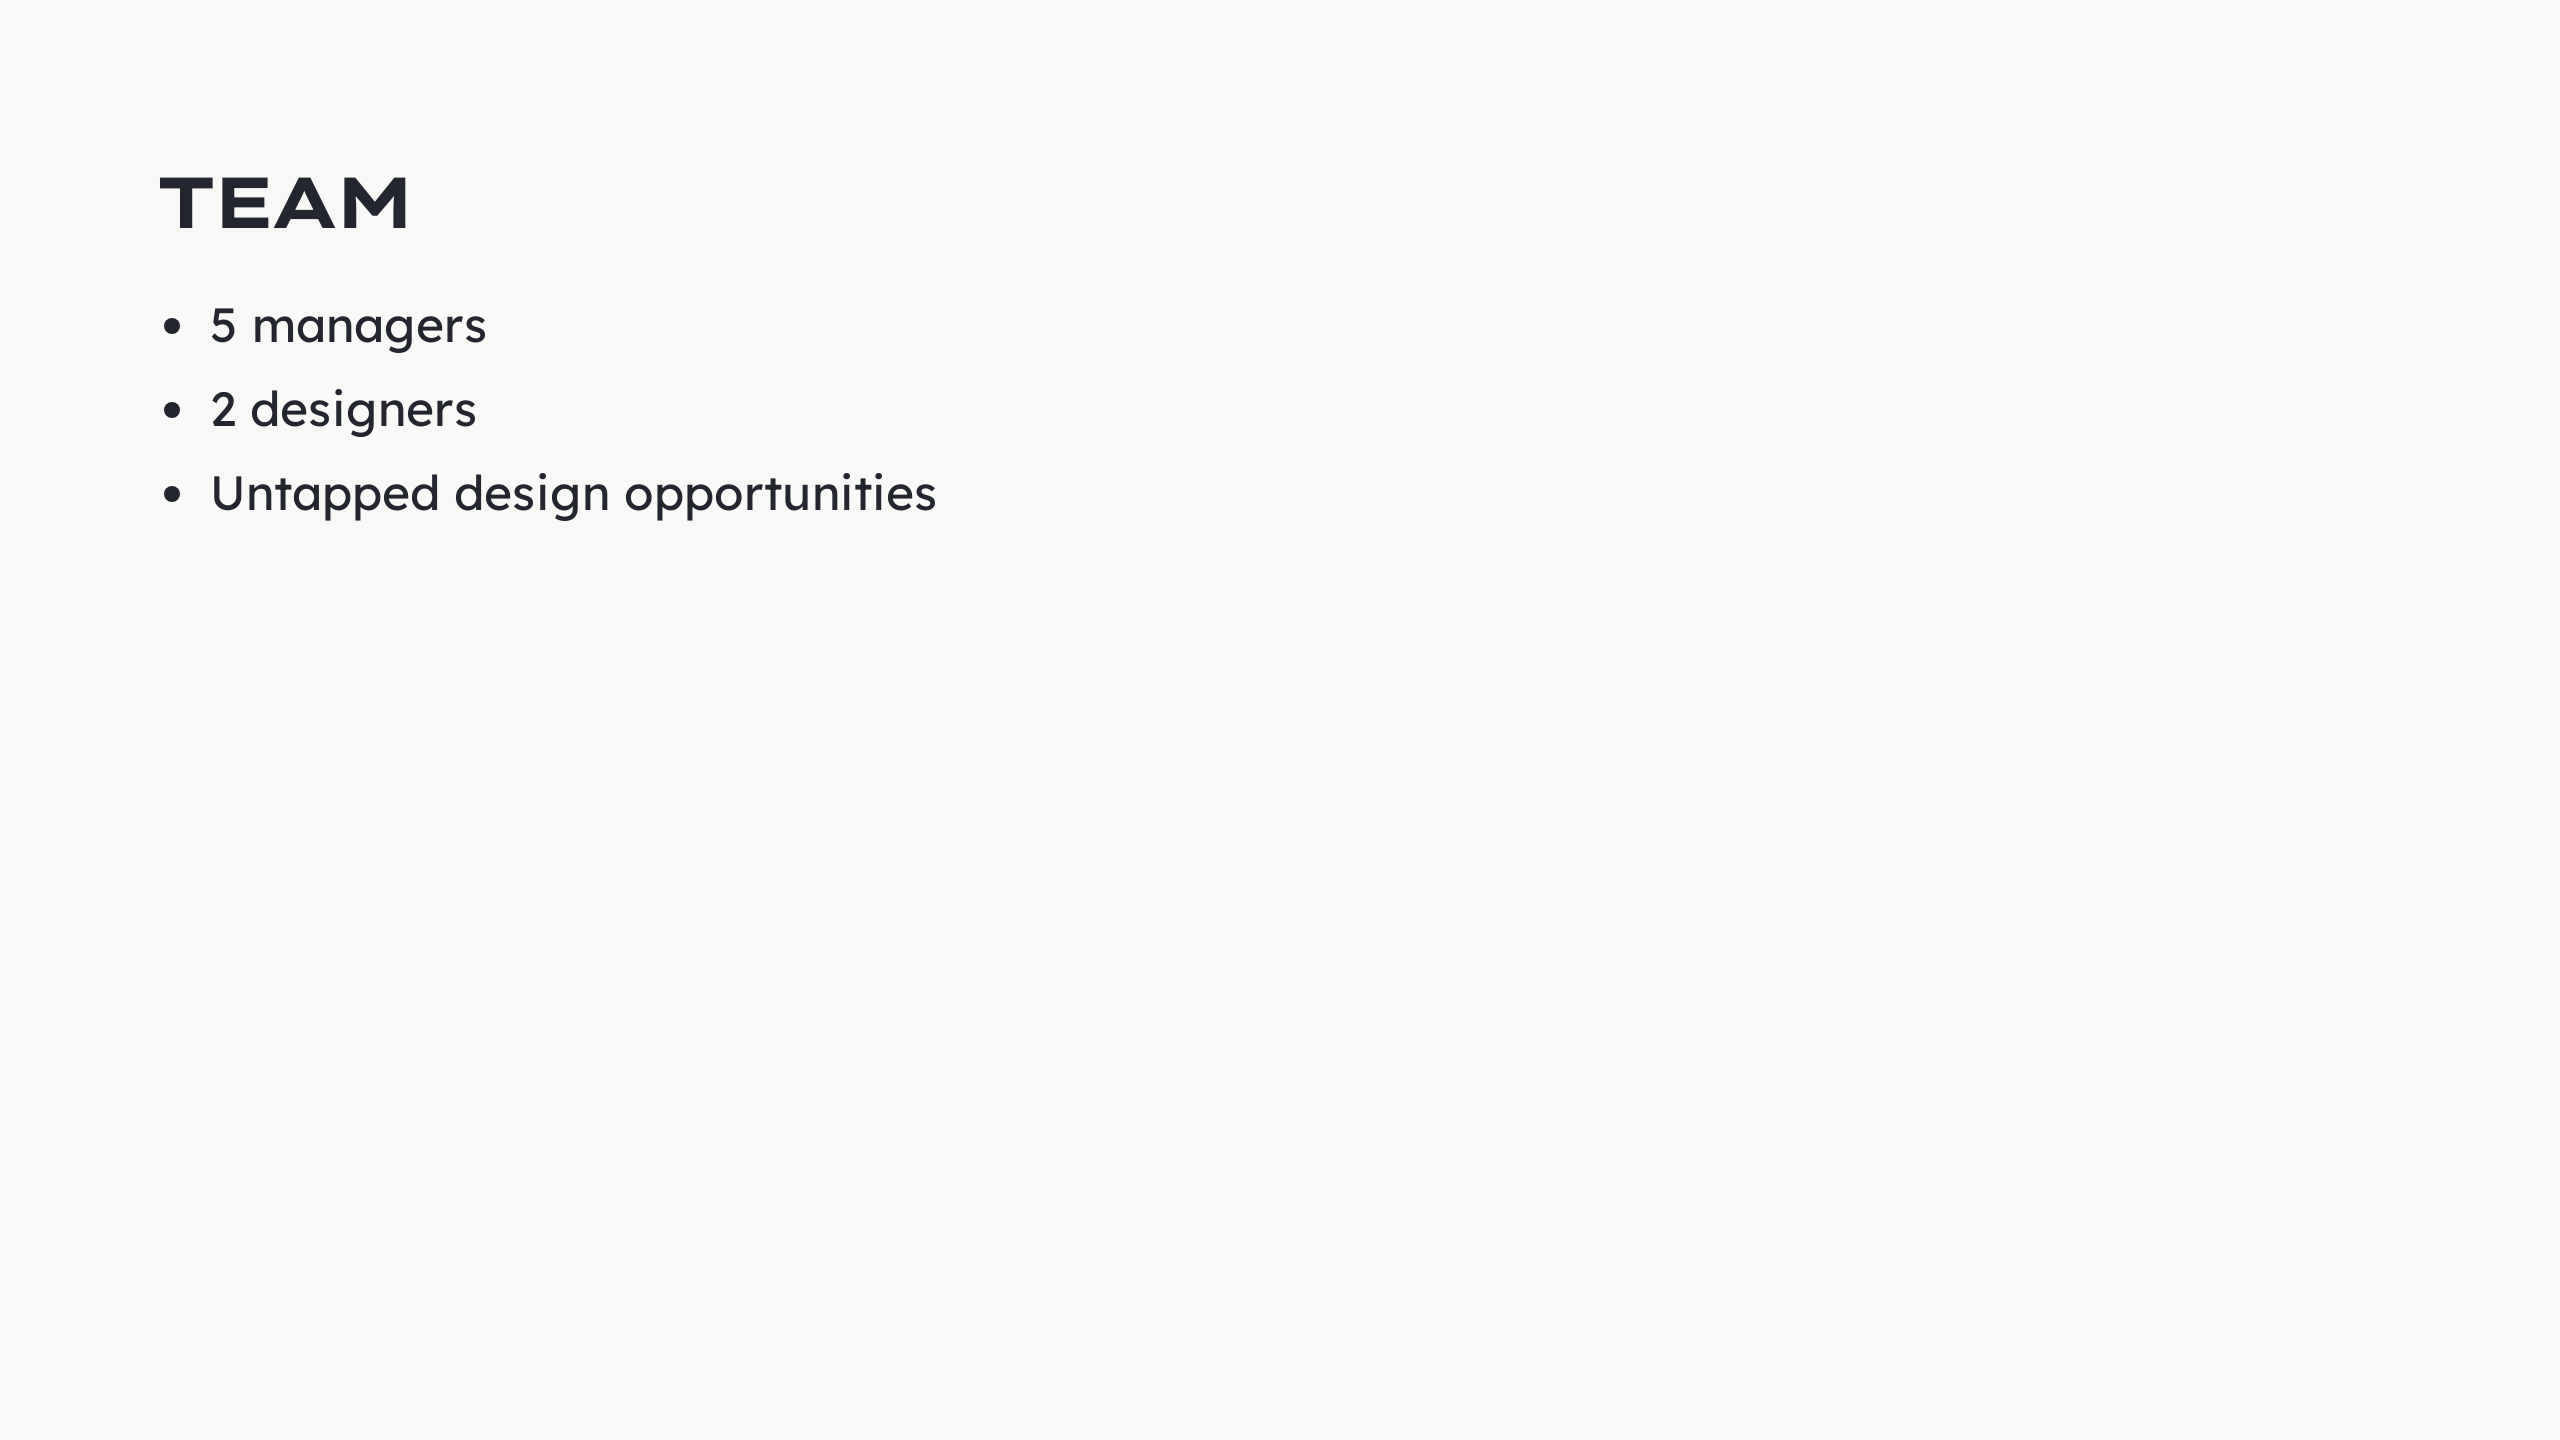 TEAM
• 5 managers
• 2 designers
• Untapped design opportunities